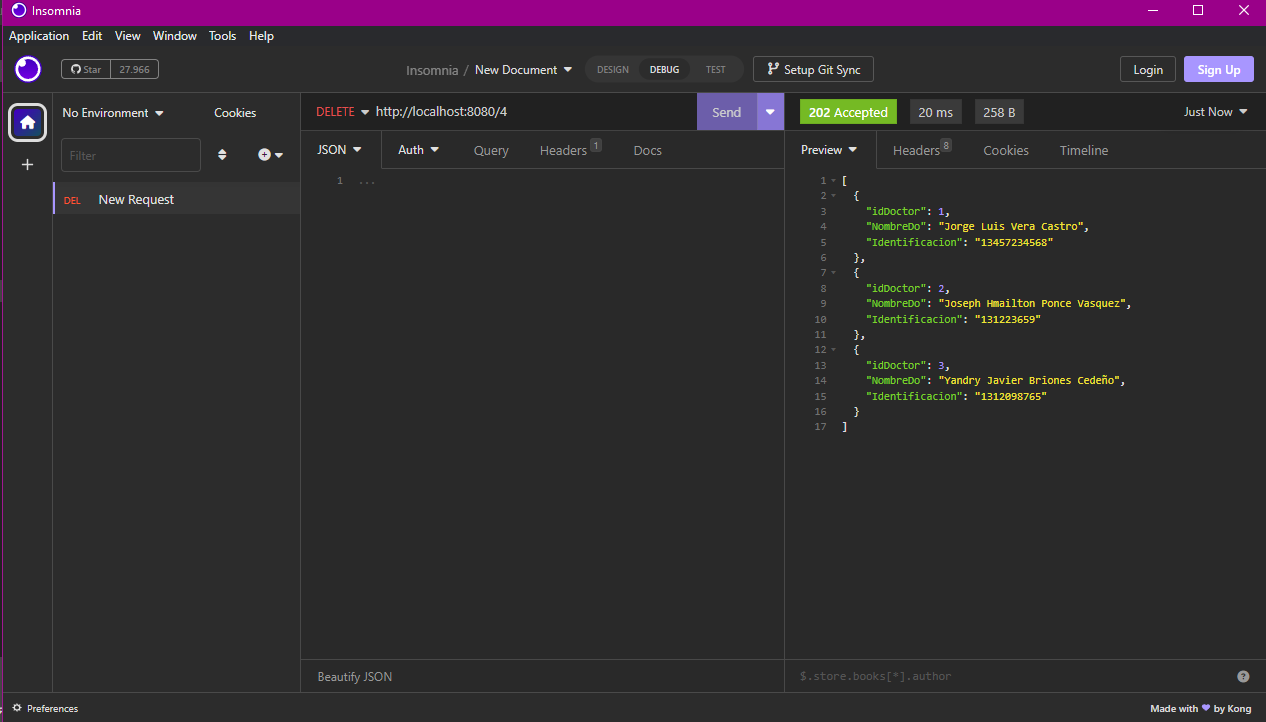 Insomnia
Application Edit View Window Tools Help
Star 27.966 Insomnia / New Document DESIGN DEBUG TEST Setup Git Sync Login Sign Up
No Environment Cookies
Filter
DEL New Request
DELETE http://localhost:8080/4 Send
JSON Auth Query Headers 1 Docs
1 ...
Beautify JSON
202 Accepted 20 ms 258 B Just Now
Preview Headers 8 Cookies Timeline
1 [
2 {
3 "idDoctor": 1,
4 "NombreDo": "Jorge Luis Vera Castro",
5 "Identificacion": "13457234568"
6 },
7 {
8 "idDoctor": 2,
9 "NombreDo": "Joseph Hmailton Ponce Vasquez",
10 "Identificacion": "131223659"
11 },
12 {
13 "idDoctor": 3,
14 "NombreDo": "Yandry Javier Briones Cedeño",
15 "Identificacion": "1312098765"
16 }
17 ]
$.store.books[*].author ?
Preferences Made with ❤ by Kong